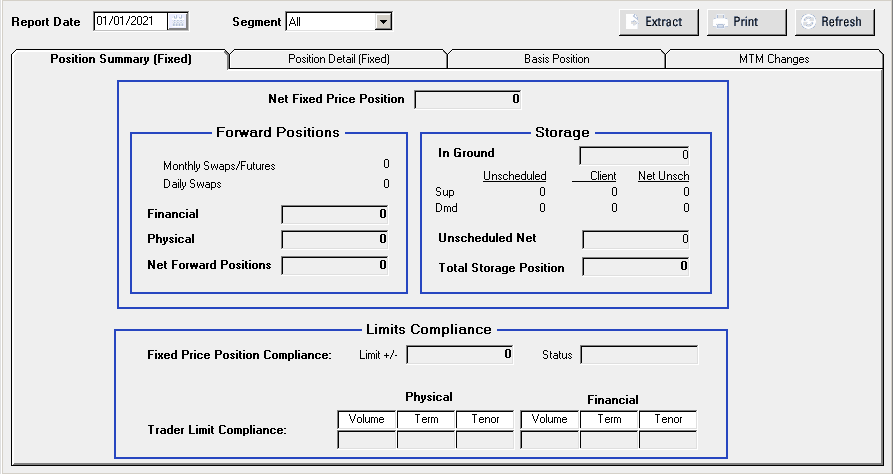 Report Date 01/01/2021 Segment All Extract Print Refresh
Position Summary (Fixed) Position Detail (Fixed) Basis Position MTM Changes
Net Fixed Price Position 0
Forward Positions
Monthly Swaps/Futures 0
Daily Swaps 0
Financial 0
Physical 0
Net Forward Positions 0
Storage
In Ground 0
Unscheduled Client Net Unsch
Sup 0 0 0
Dmd 0 0 0
Unscheduled Net 0
Total Storage Position 0
Limits Compliance
Fixed Price Position Compliance: Limit +/- 0 Status
Physical Financial
Volume Term Tenor Volume Term Tenor
Trader Limit Compliance: